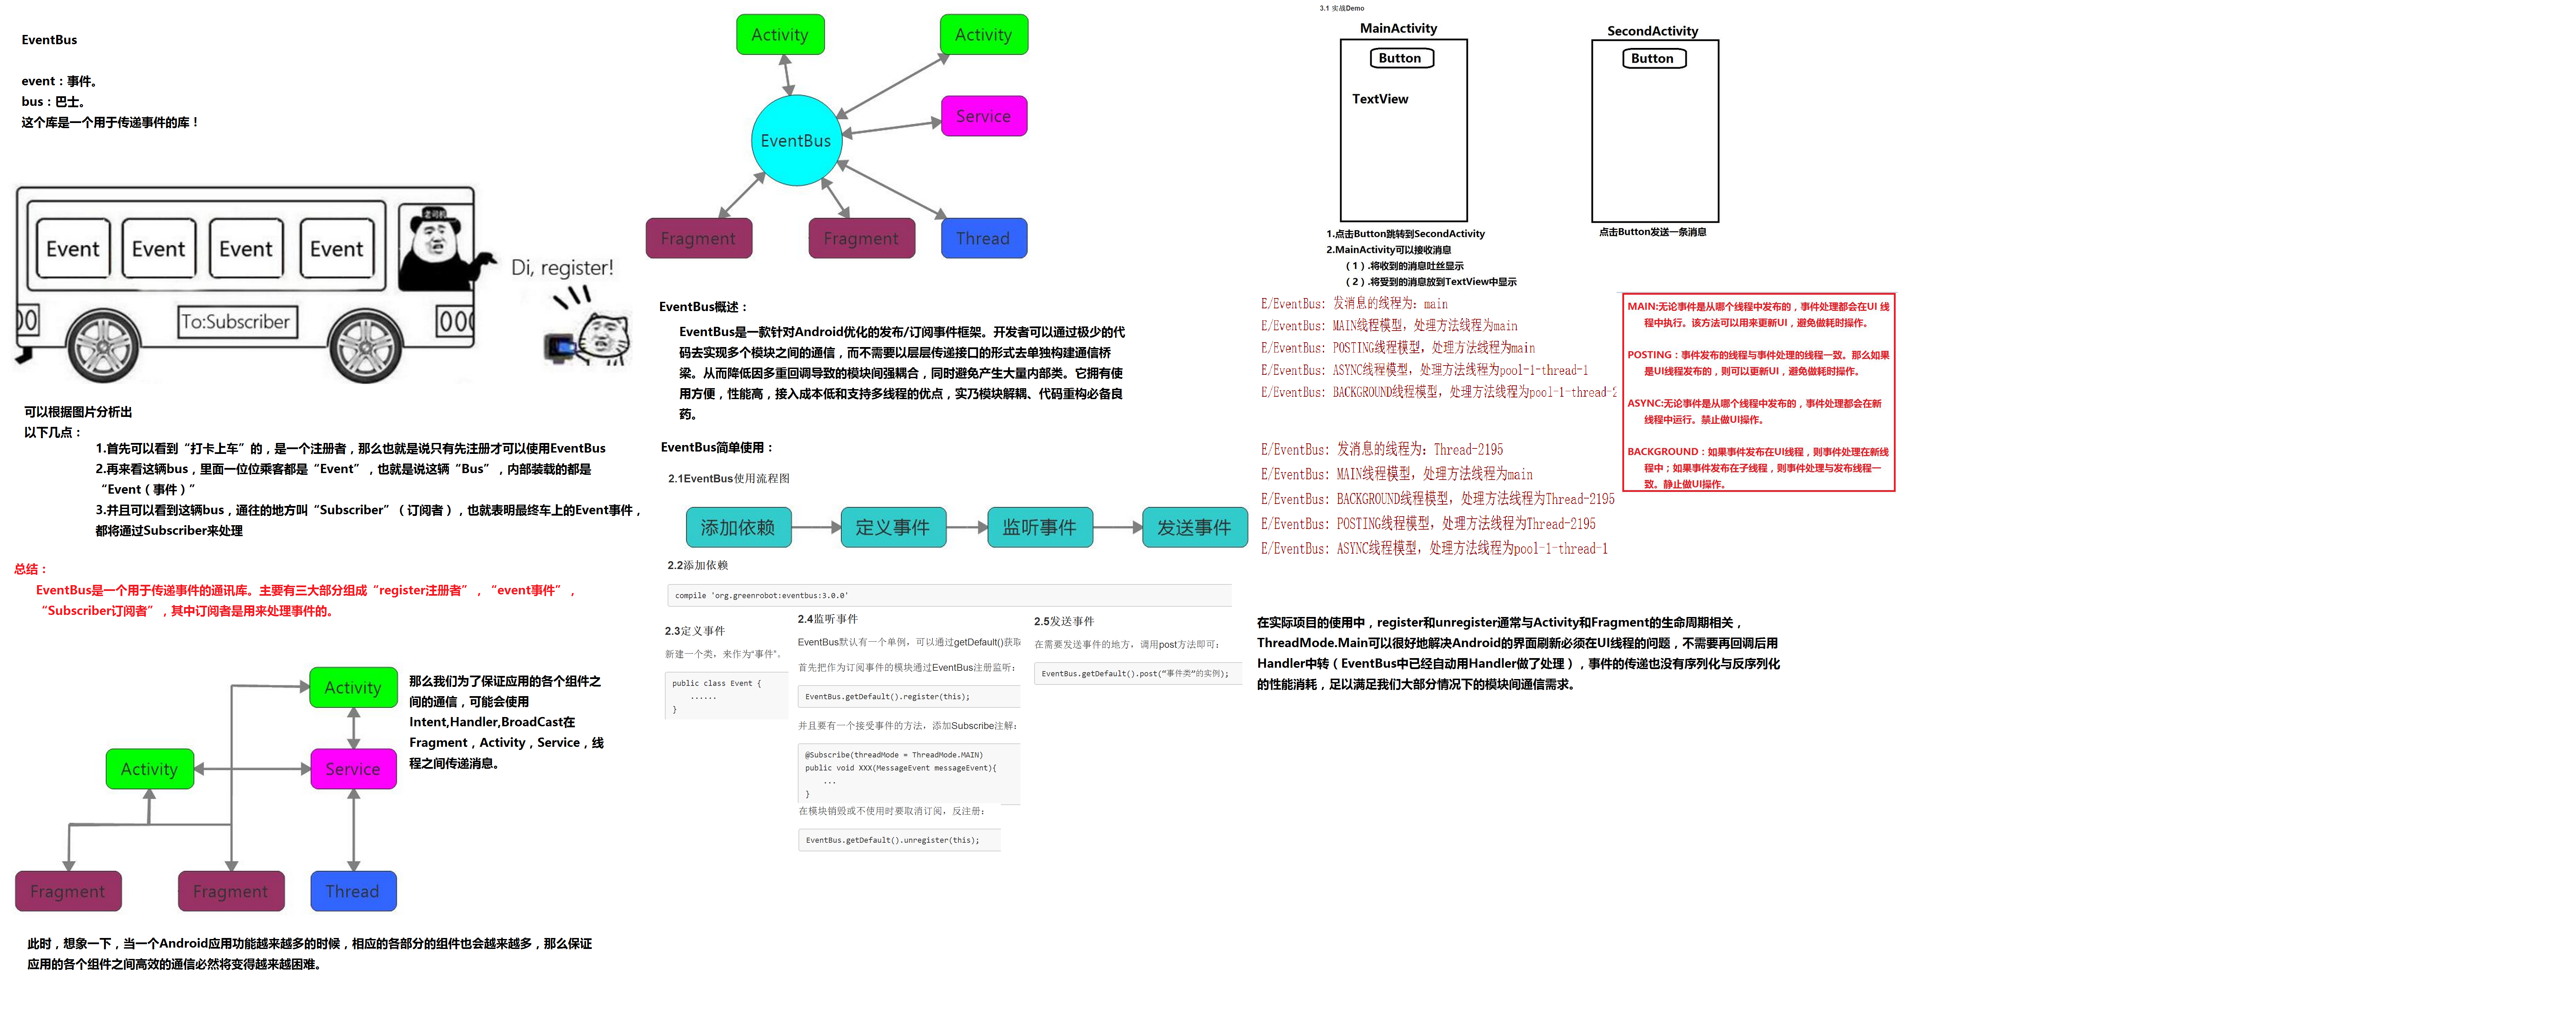 EventBus
event：事件。
bus：巴士。
这个库是一个用于传递事件的库！
老司机
Event
Event
Event
Event
Di, register!
To:Subscriber
00
000
可以根据图片分析出
以下几点：
1.首先可以看到“打卡上车”的，是一个注册者，那么也就是说只有先注册才可以使用EventBus
2.再来看这辆bus，里面一位位乘客都是“Event”，也就是说这辆“Bus”，内部装载的都是
“Event（事件）”
3.并且可以看到这辆bus，通往的地方叫“Subscriber”（订阅者），也就表明最终车上的Event事件，
都将通过Subscriber来处理
总结：
EventBus是一个用于传递事件的通讯库。主要有三大部分组成“register注册者”，“event事件”，
“Subscriber订阅者”，其中订阅者是用来处理事件的。
Activity
Activity
Service
Fragment
Fragment
Thread
那么我们为了保证应用的各个组件之
间的通信，可能会使用
Intent,Handler,BroadCast在
Fragment，Activity，Service，线
程之间传递消息。
此时，想象一下，当一个Android应用功能越来越多的时候，相应的各部分的组件也会越来越多，那么保证
应用的各个组件之间高效的通信必然将变得越来越困难。
Activity
Activity
Service
EventBus
Fragment
Fragment
Thread
EventBus概述：
EventBus是一款针对Android优化的发布/订阅事件框架。开发者可以通过极少的代
码去实现多个模块之间的通信，而不需要以层层传递接口的形式去单独构建通信桥
梁。从而降低因多重回调导致的模块间强耦合，同时避免产生大量内部类。它拥有使
用方便，性能高，接入成本低和支持多线程的优点，实乃模块解耦、代码重构必备良
药。
EventBus简单使用：
2.1EventBus使用流程图
添加依赖
定义事件
监听事件
发送事件
2.2添加依赖
compile 'org.greenrobot:eventbus:3.0.0'
2.3定义事件
新建一个类，来作为“事件”。
public class Event {
......
}
2.4监听事件
EventBus默认有一个单例，可以通过getDefault()获取
首先把作为订阅事件的模块通过EventBus注册监听：
EventBus.getDefault().register(this);
并且要有一个接受事件的方法，添加Subscribe注解：
@Subscribe(threadMode = ThreadMode.MAIN)
public void XXX(MessageEvent messageEvent){
...
}
在模块销毁或不使用时要取消订阅，反注册：
EventBus.getDefault().unregister(this);
2.5发送事件
在需要发送事件的地方，调用post方法即可：
EventBus.getDefault().post(“事件类”的实例);
3.1 实战Demo
MainActivity
Button
TextView
SecondActivity
Button
1.点击Button跳转到SecondActivity
2.MainActivity可以接收消息
（1）.将收到的消息吐丝显示
（2）.将受到的消息放到TextView中显示
点击Button发送一条消息
E/EventBus: 发消息的线程为：main
E/EventBus: MAIN线程模型，处理方法线程为main
E/EventBus: POSTING线程模型，处理方法线程为main
E/EventBus: ASYNC线程模型，处理方法线程为pool-1-thread-1
E/EventBus: BACKGROUND线程模型，处理方法线程为pool-1-thread-2
E/EventBus: 发消息的线程为：Thread-2195
E/EventBus: MAIN线程模型，处理方法线程为main
E/EventBus: BACKGROUND线程模型，处理方法线程为Thread-2195
E/EventBus: POSTING线程模型，处理方法线程为Thread-2195
E/EventBus: ASYNC线程模型，处理方法线程为pool-1-thread-1
MAIN:无论事件是从哪个线程中发布的，事件处理都会在UI 线
程中执行。该方法可以用来更新UI，避免做耗时操作。
POSTING：事件发布的线程与事件处理的线程一致。那么如果
是UI线程发布的，则可以更新UI，避免做耗时操作。
ASYNC:无论事件是从哪个线程中发布的，事件处理都会在新
线程中运行。禁止做UI操作。
BACKGROUND：如果事件发布在UI线程，则事件处理在新线
程中；如果事件发布在子线程，则事件处理与发布线程一
致。静止做UI操作。
在实际项目的使用中，register和unregister通常与Activity和Fragment的生命周期相关，
ThreadMode.Main可以很好地解决Android的界面刷新必须在UI线程的问题，不需要再回调后用
Handler中转（EventBus中已经自动用Handler做了处理），事件的传递也没有序列化与反序列化
的性能消耗，足以满足我们大部分情况下的模块间通信需求。